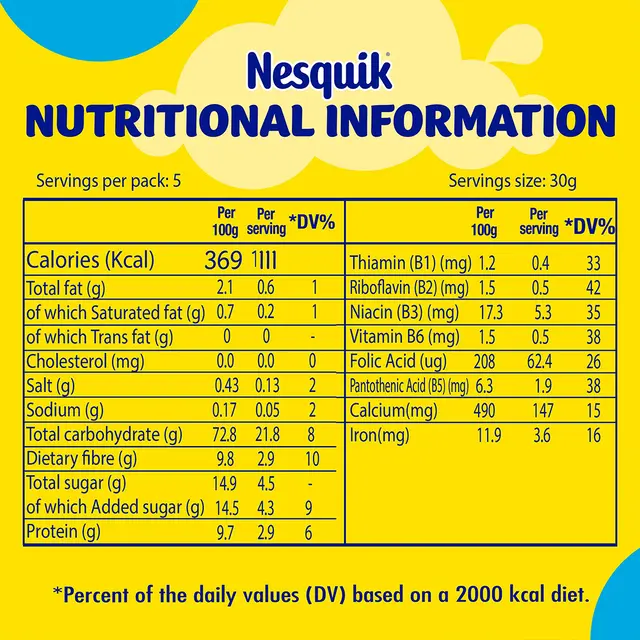 Nesquik
NUTRITIONAL INFORMATION
Servings per pack: 5 Servings size: 30g
Per 100g Per serving *DV%
Calories (Kcal) 369 1111
Total fat (g) 2.1 0.6 1
of which Saturated fat (g) 0.7 0.2 1
of which Trans fat (g) 0 0 -
Cholesterol (mg) 0.0 0.0 0
Salt (g) 0.43 0.13 2
Sodium (g) 0.17 0.05 2
Total carbohydrate (g) 72.8 21.8 8
Dietary fibre (g) 9.8 2.9 10
Total sugar (g) 14.9 4.5 -
of which Added sugar (g) 14.5 4.3 9
Protein (g) 9.7 2.9 6
Per 100g Per serving *DV%
Thiamin (B1) (mg) 1.2 0.4 33
Riboflavin (B2) (mg) 1.5 0.5 42
Niacin (B3) (mg) 17.3 5.3 35
Vitamin B6 (mg) 1.5 0.5 38
Folic Acid (ug) 208 62.4 26
Pantothenic Acid (B5) (mg) 6.3 1.9 38
Calcium(mg) 490 147 15
Iron(mg) 11.9 3.6 16
*Percent of the daily values (DV) based on a 2000 kcal diet.